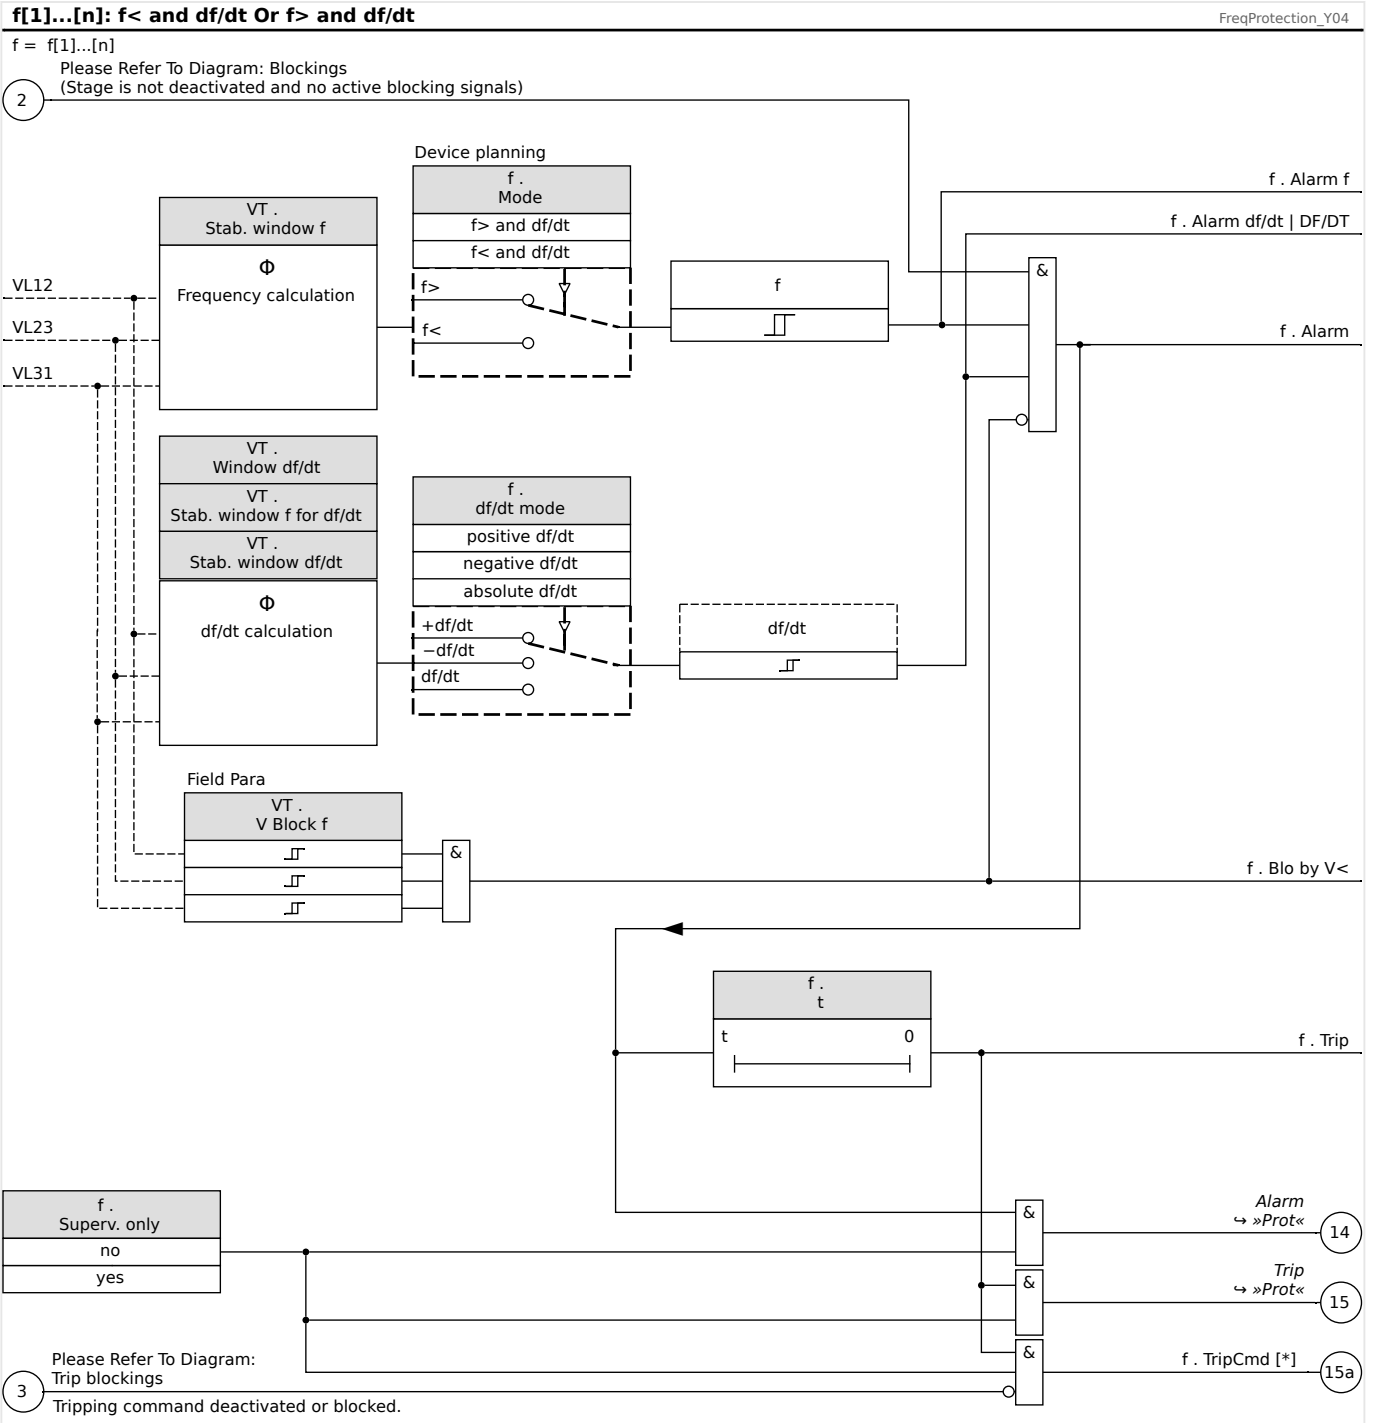 f[1]...[n]: f< and df/dt Or f> and df/dt
FreqProtection_Y04
f = f[1]...[n]
Please Refer To Diagram: Blockings
(Stage is not deactivated and no active blocking signals)
2
Device planning
f .
Mode
f> and df/dt
f< and df/dt
f . Alarm f
f . Alarm df/dt | DF/DT
VT .
Stab. window f
Φ
Frequency calculation
VL12
VL23
VL31
f>
f<
f
&
f . Alarm
VT .
Window df/dt
VT .
Stab. window f for df/dt
VT .
Stab. window df/dt
Φ
df/dt calculation
f .
df/dt mode
positive df/dt
negative df/dt
absolute df/dt
+df/dt
−df/dt
df/dt
df/dt
Field Para
VT .
V Block f
&
f . Blo by V<
f .
t
t 0
f . Trip
f .
Superv. only
no
yes
&
Alarm
↪ »Prot«
14
&
Trip
↪ »Prot«
15
&
f . TripCmd [*]
15a
Please Refer To Diagram:
Trip blockings
3
Tripping command deactivated or blocked.